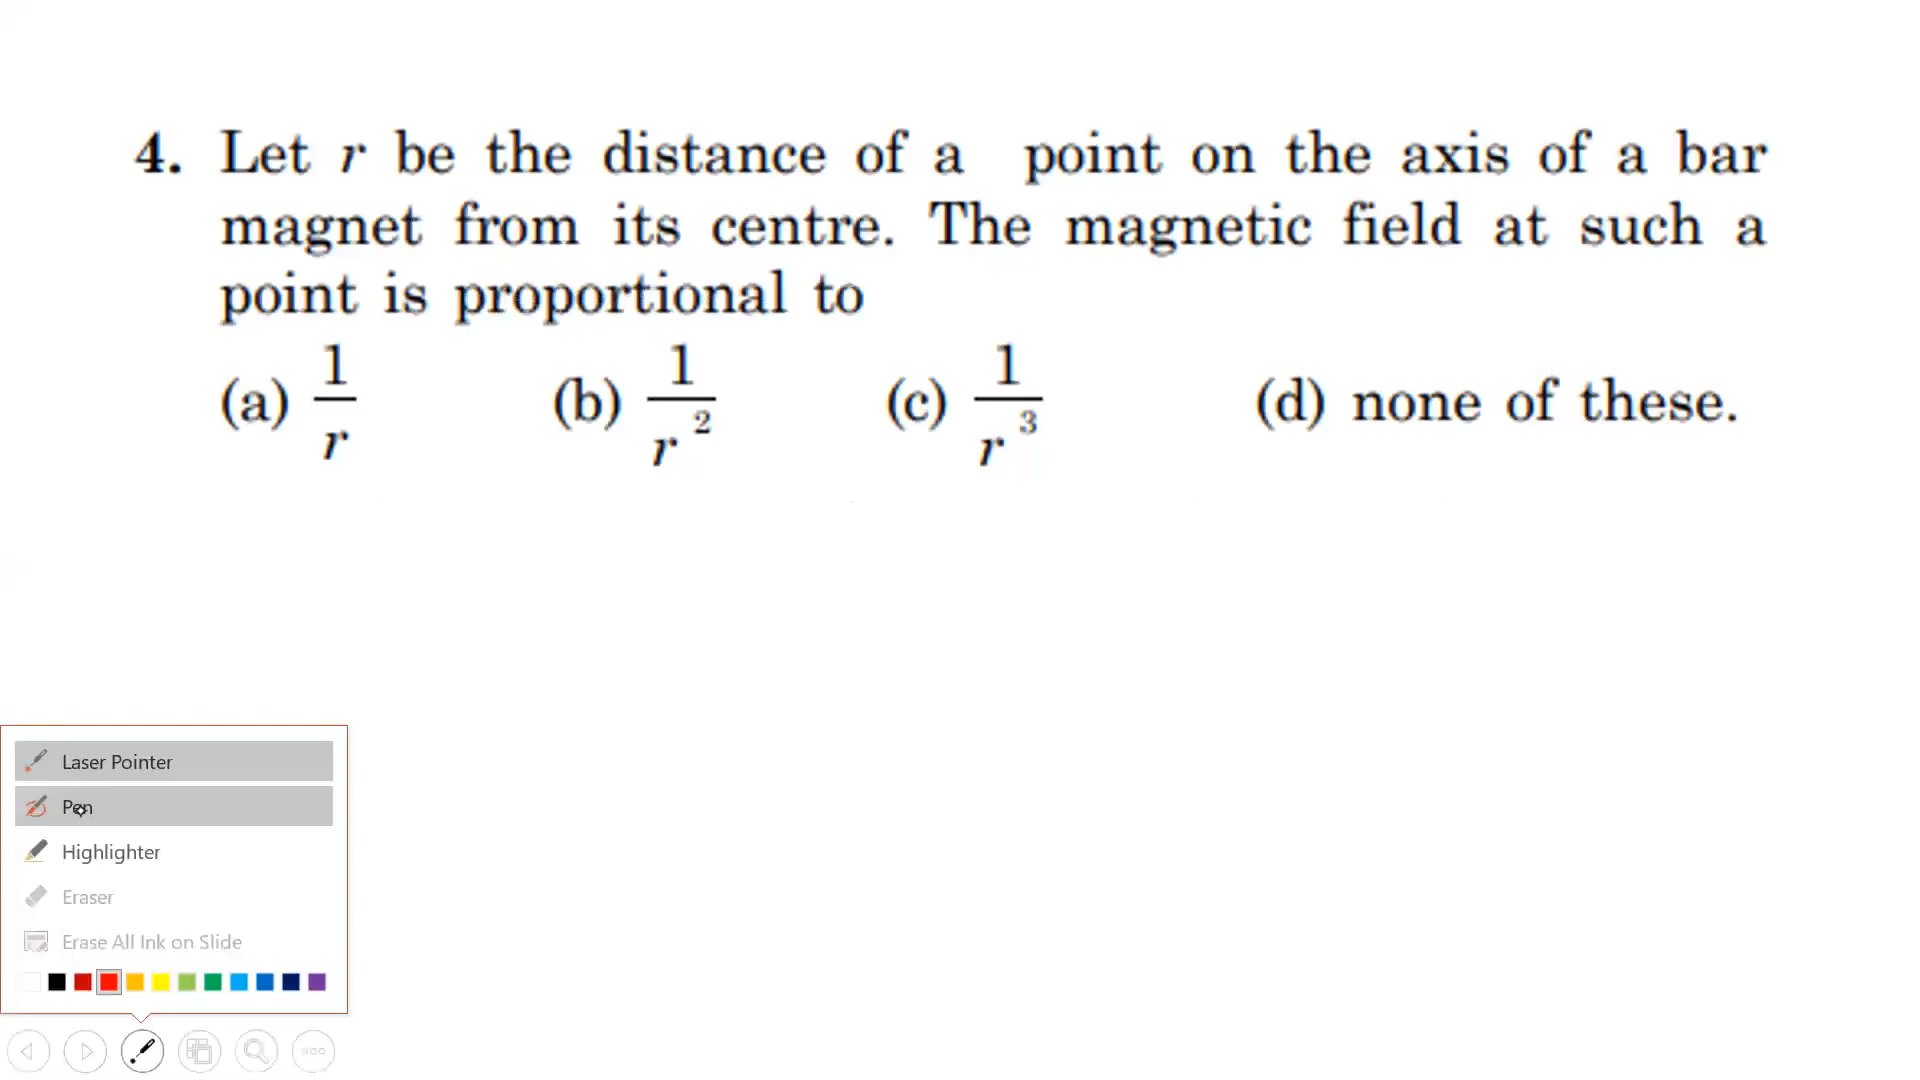 4. Let r be the distance of a point on the axis of a bar
magnet from its centre. The magnetic field at such a
point is proportional to
(a) 1/r (b) 1/r² (c) 1/r³ (d) none of these.
Laser Pointer
Pen
Highlighter
Eraser
Erase All Ink on Slide